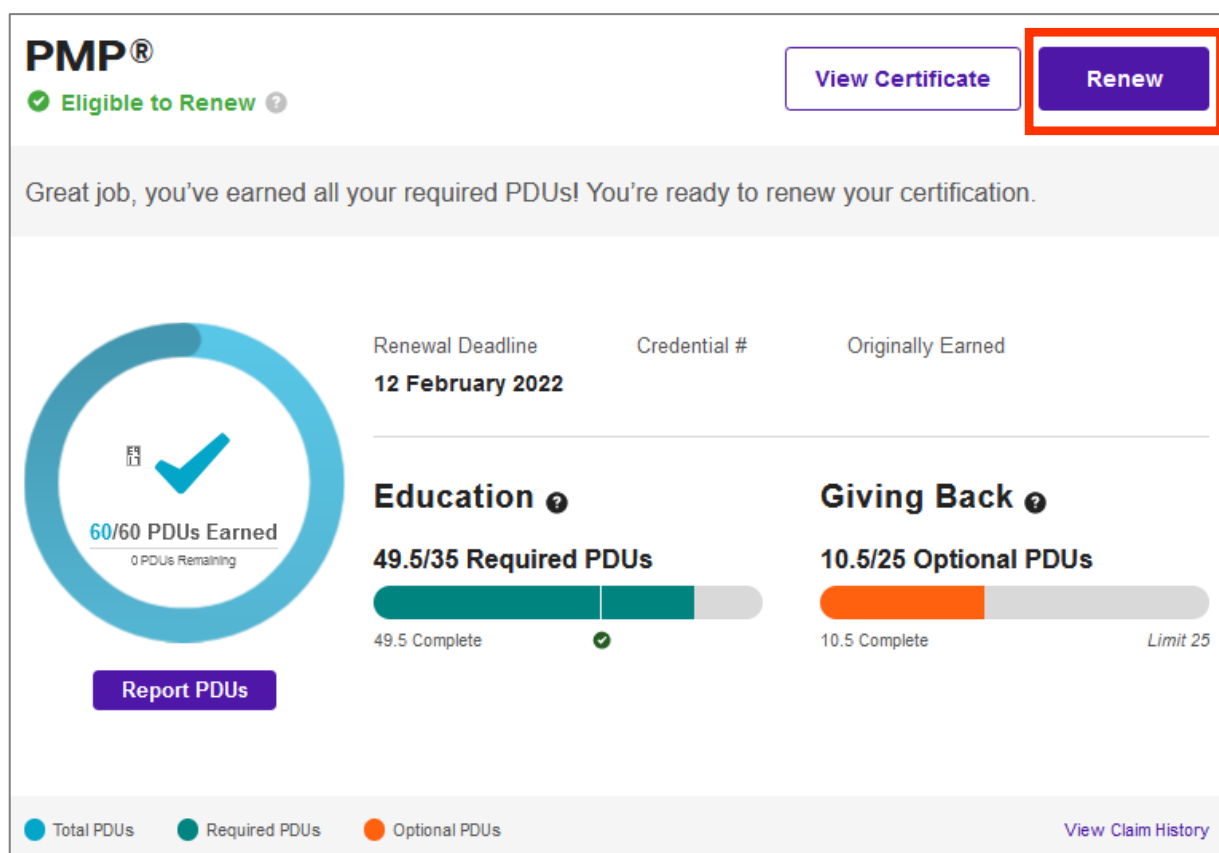 PMP®
Eligible to Renew
View Certificate
Renew
Great job, you've earned all your required PDUs! You're ready to renew your certification.
60/60 PDUs Earned
0 PDUs Remaining
Report PDUs
Renewal Deadline
12 February 2022
Credential #
Originally Earned
Education
49.5/35 Required PDUs
49.5 Complete
Giving Back
10.5/25 Optional PDUs
10.5 Complete
Limit 25
Total PDUs
Required PDUs
Optional PDUs
View Claim History